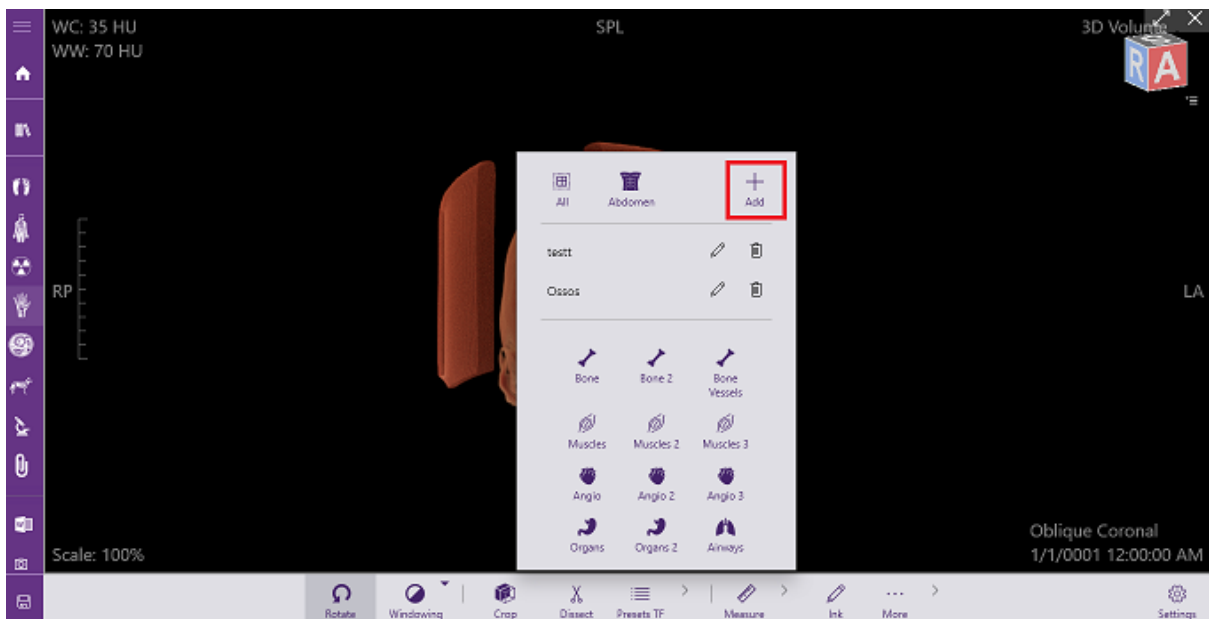 WC: 35 HU
WW: 70 HU
SPL
3D Volume
R A
RP
LA
All
Abdomen
Add
testt
Ossos
Bone
Bone 2
Bone
Vessels
Muscles
Muscles 2
Muscles 3
Angio
Angio 2
Angio 3
Organs
Organs 2
Airways
Scale: 100%
Oblique Coronal
1/1/0001 12:00:00 AM
Rotate
Windowing
Crop
Dissect
Presets TF
Measure
Ink
More
Settings